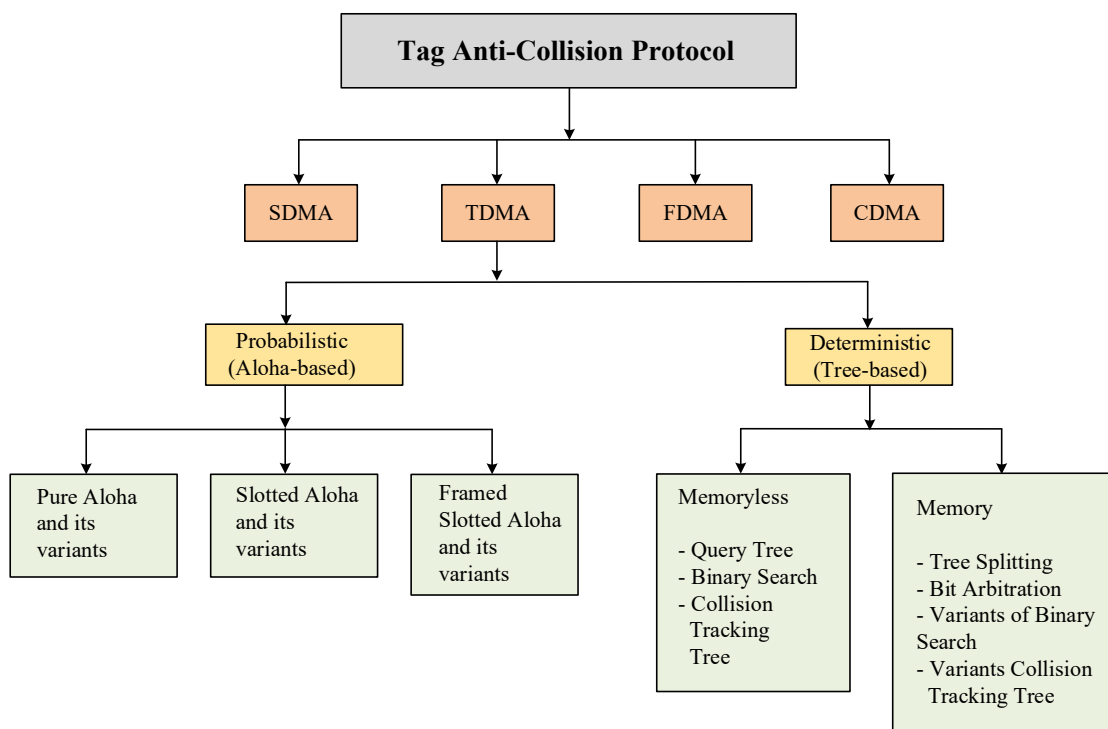 Tag Anti-Collision Protocol
SDMA
TDMA
FDMA
CDMA
Probabilistic
(Aloha-based)
Deterministic
(Tree-based)
Pure Aloha
and its
variants
Slotted Aloha
and its
variants
Framed
Slotted Aloha
and its
variants
Memoryless
- Query Tree
- Binary Search
- Collision
Tracking
Tree
Memory
- Tree Splitting
- Bit Arbitration
- Variants of Binary
Search
- Variants Collision
Tracking Tree